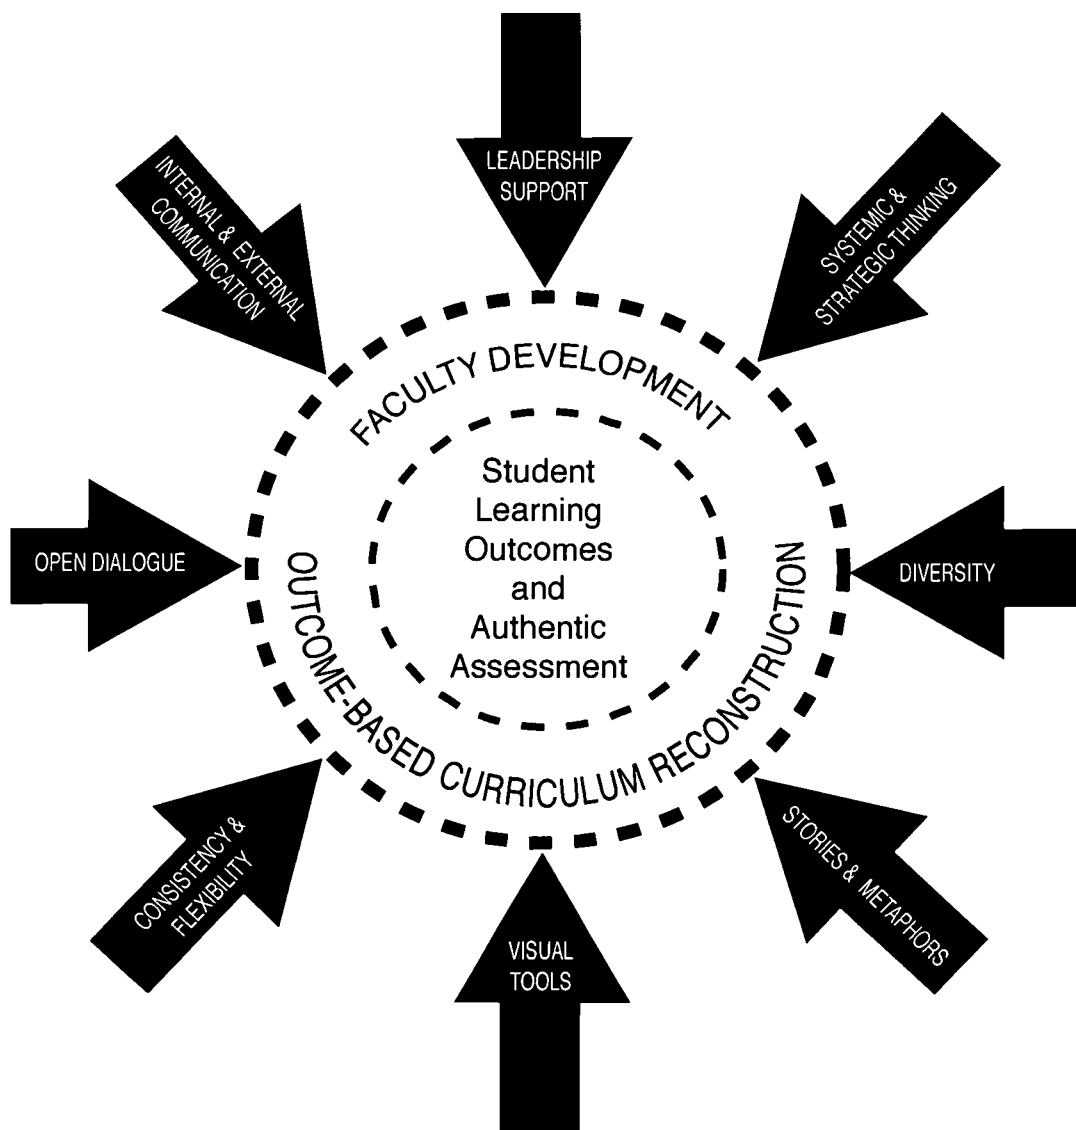 LEADERSHIP
SUPPORT
INTERNAL & EXTERNAL
COMMUNICATION
SYSTEMIC &
STRATEGIC THINKING
FACULTY DEVELOPMENT
Student
Learning
Outcomes
and
Authentic
Assessment
OPEN DIALOGUE
DIVERSITY
OUTCOME-BASED CURRICULUM RECONSTRUCTION
CONSISTENCY &
FLEXIBILITY
STORIES & METAPHORS
VISUAL
TOOLS